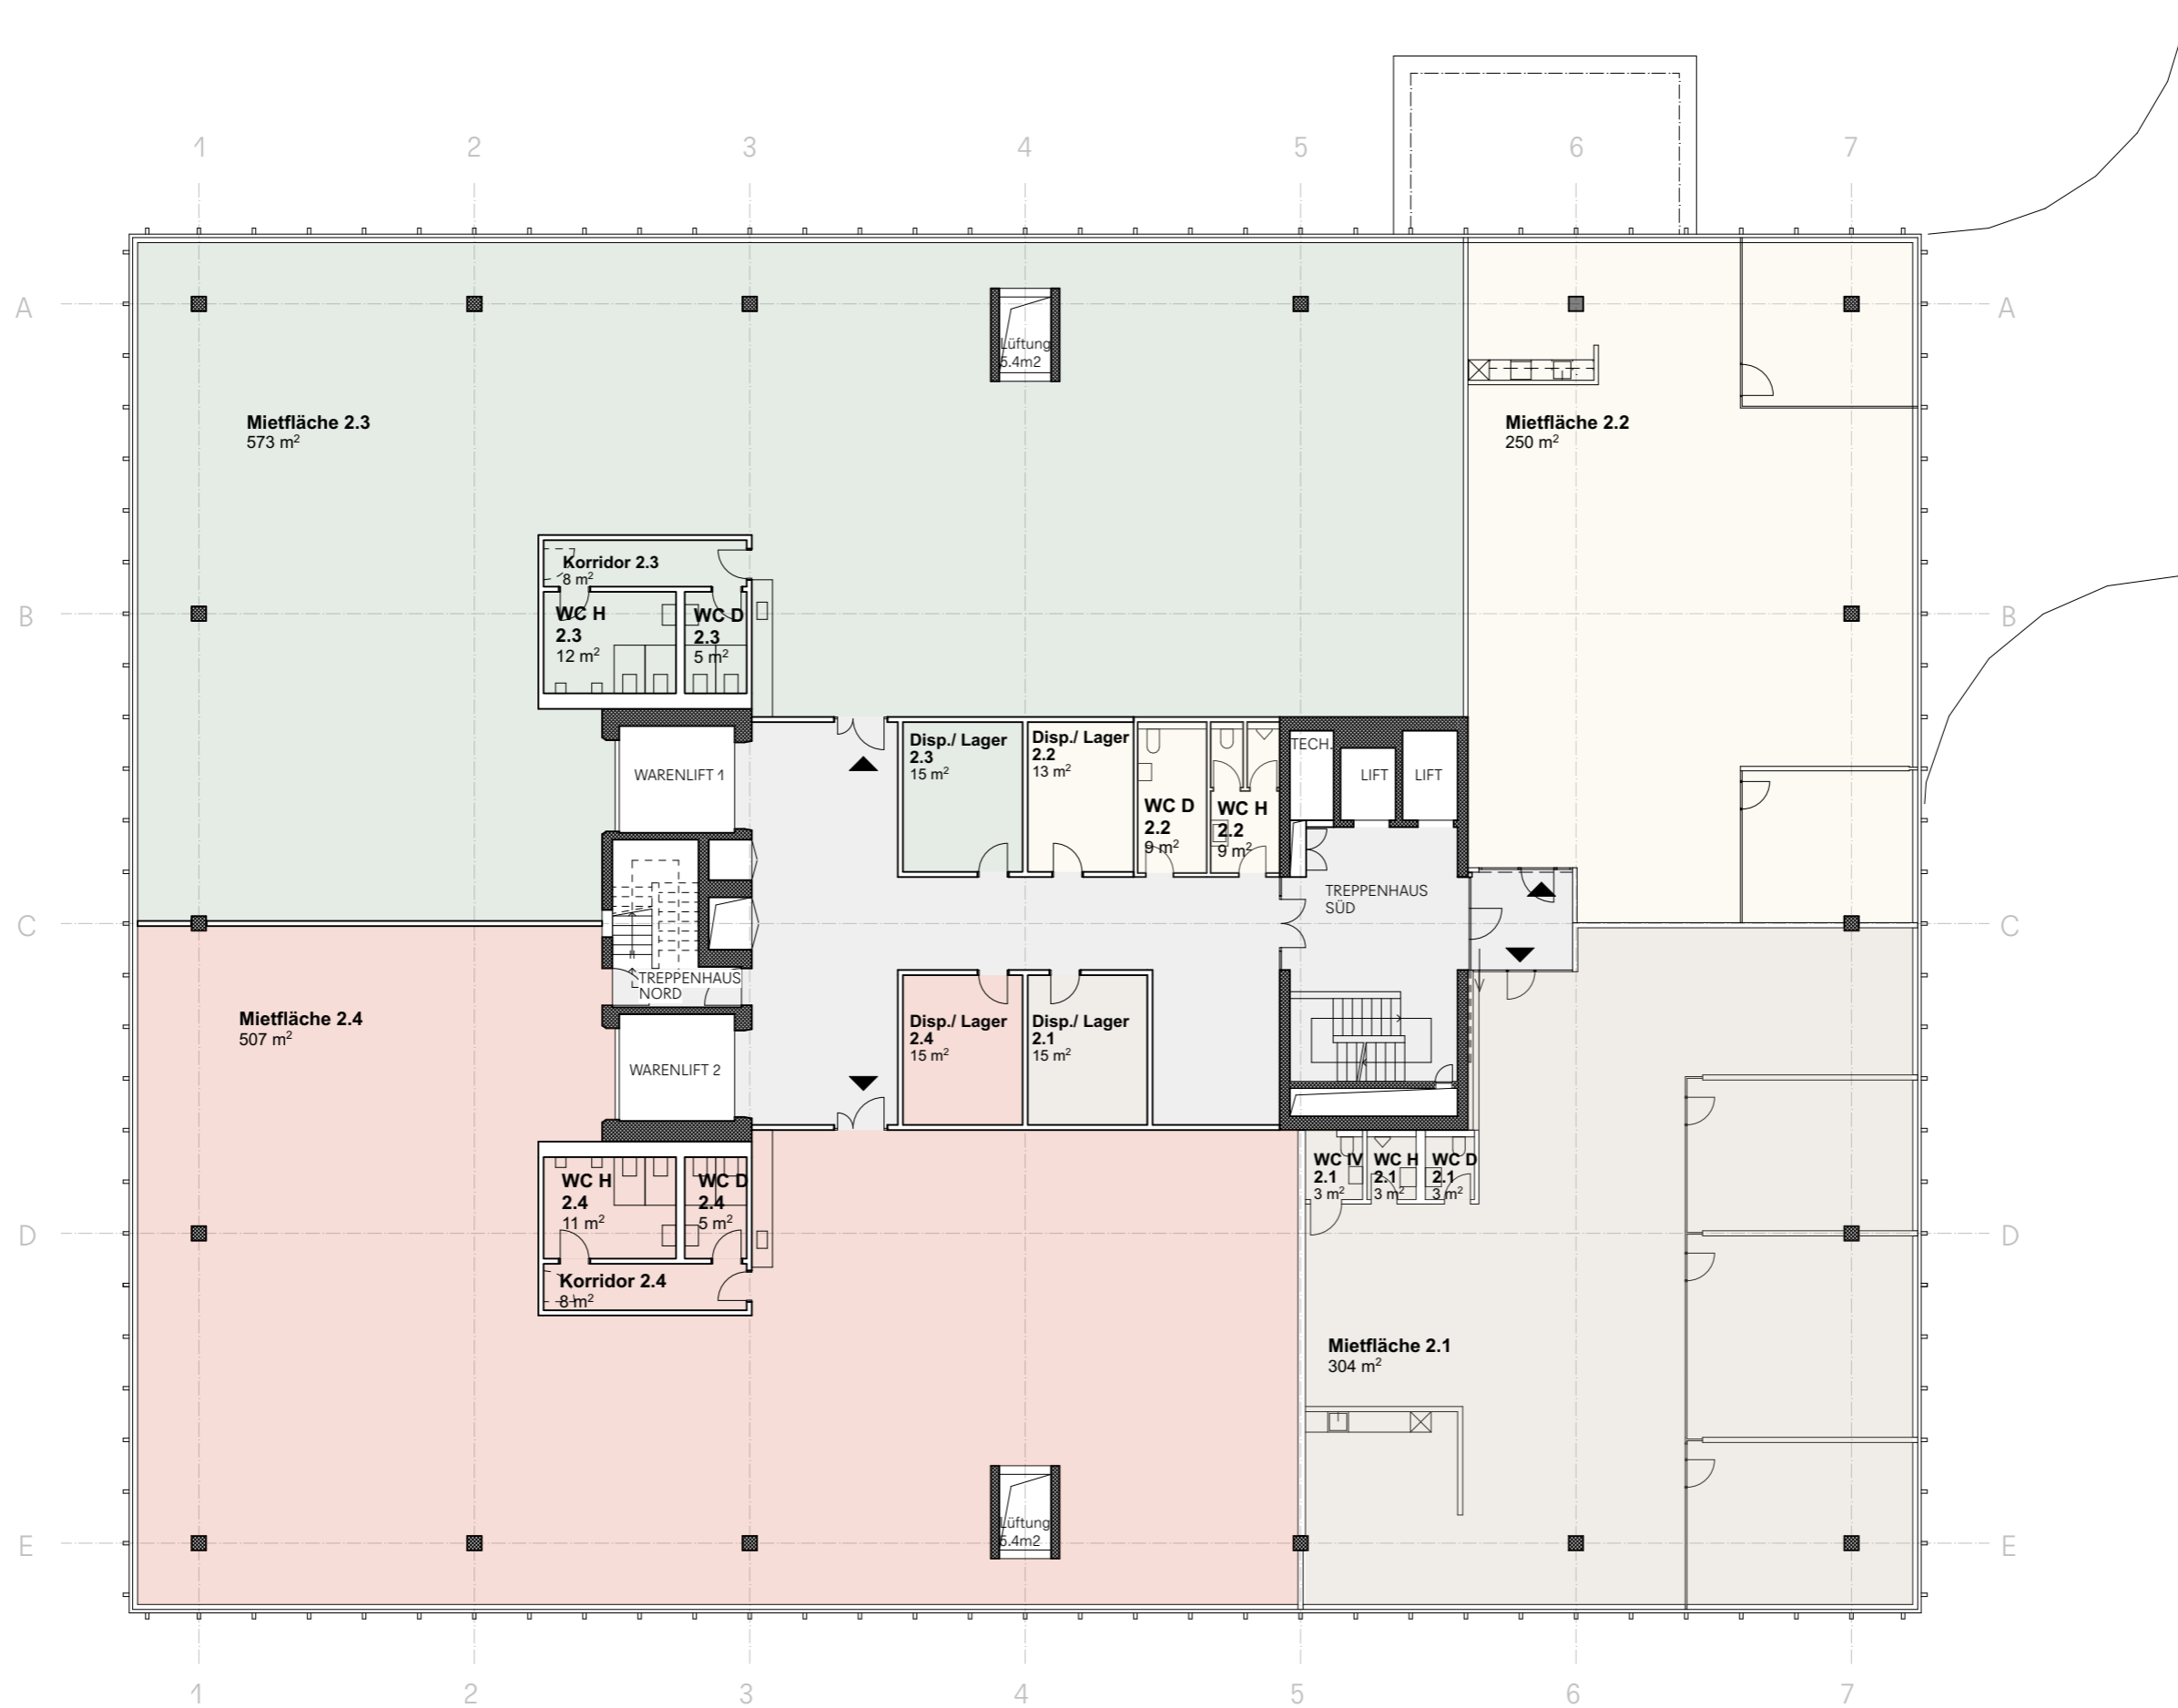 1 2 3 4 5 6 7
A A
Lüftung
5.4m2
Mietfläche 2.3
573 m²
Mietfläche 2.2
250 m²
Korridor 2.3
8 m²
B B
WC H
2.3
12 m²
WC D
2.3
5 m²
WARENLIFT 1
Disp./ Lager
2.3
15 m²
Disp./ Lager
2.2
13 m²
WC D
2.2
9 m²
WC H
2.2
9 m²
TECH.
LIFT
LIFT
TREPPENHAUS
SÜD
C C
TREPPENHAUS
NORD
Mietfläche 2.4
507 m²
WARENLIFT 2
Disp./ Lager
2.4
15 m²
Disp./ Lager
2.1
15 m²
WC H
2.4
11 m²
WC D
2.4
5 m²
WC IV
2.1
3 m²
WC H
2.1
3 m²
WC D
2.1
3 m²
D D
Korridor 2.4
8 m²
Mietfläche 2.1
304 m²
Lüftung
5.4m2
E E
1 2 3 4 5 6 7